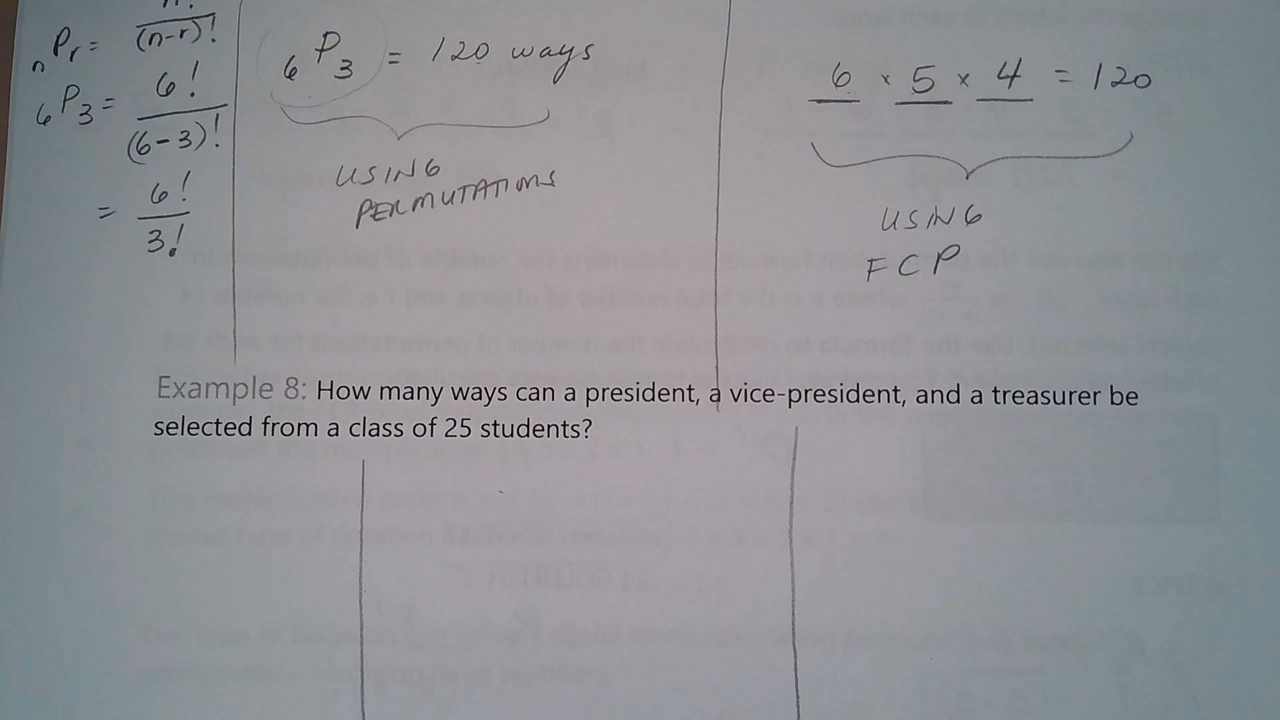 nPr = n! / (n-r)!
6P3 = 6! / (6-3)!
= 6! / 3!
6P3 = 120 ways
USING
PERMUTATIONS
6 × 5 × 4 = 120
USING
FCP
Example 8: How many ways can a president, a vice-president, and a treasurer be
selected from a class of 25 students?